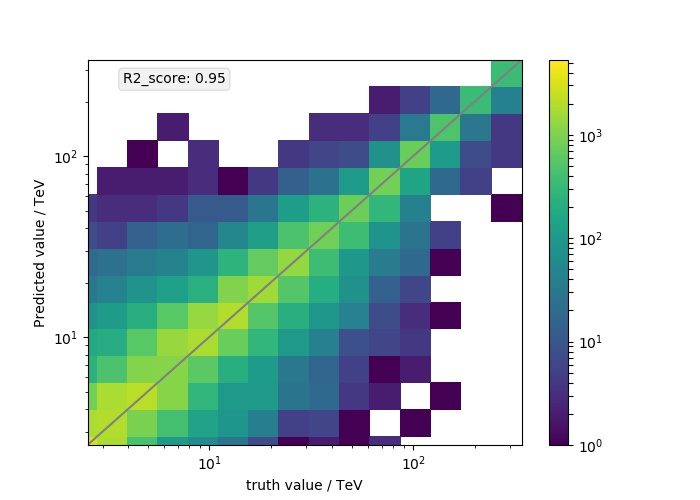 R2_score: 0.95
Predicted value / TeV
10²
10¹
10¹
10²
truth value / TeV
10³
10²
10¹
10⁰